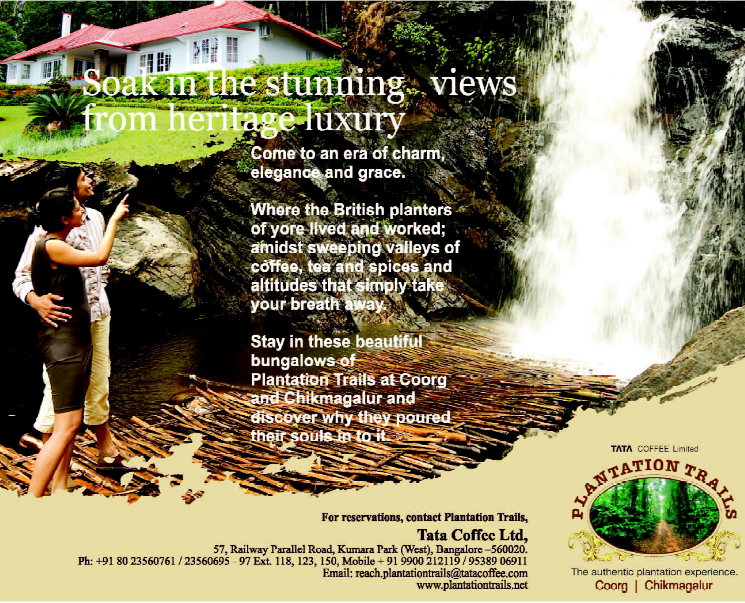 Soak in the stunning views
from heritage luxury
Come to an era of charm,
elegance and grace.
Where the British planters
of yore lived and worked;
amidst sweeping valleys of
coffee, tea and spices and
altitudes that simply take
your breath away.
Stay in these beautiful
bungalows of
Plantation Trails at Coorg
and Chikmagalur and
discover why they poured
their souls in to it.
TATA COFFEE Limited
PLANTATION TRAILS
The authentic plantation experience.
Coorg | Chikmagalur
For reservations, contact Plantation Trails,
Tata Coffee Ltd,
57, Railway Parallel Road, Kumara Park (West), Bangalore –560020.
Ph: +91 80 23560761 / 23560695 - 97 Ext. 118, 123, 150, Mobile + 91 9900 212119 / 95389 06911
Email: reach.plantationtrails@tatacoffee.com
www.plantationtrails.net